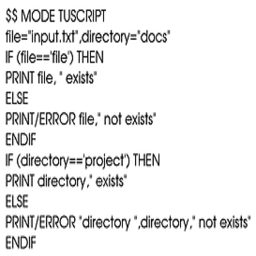 $$ MODE TUSCRIPT
file="input.txt",directory="docs"
IF (file=='file') THEN
PRINT file, " exists"
ELSE
PRINT/ERROR file," not exists"
ENDIF
IF (directory=='project') THEN
PRINT directory," exists"
ELSE
PRINT/ERROR "directory ",directory," not exists"
ENDIF